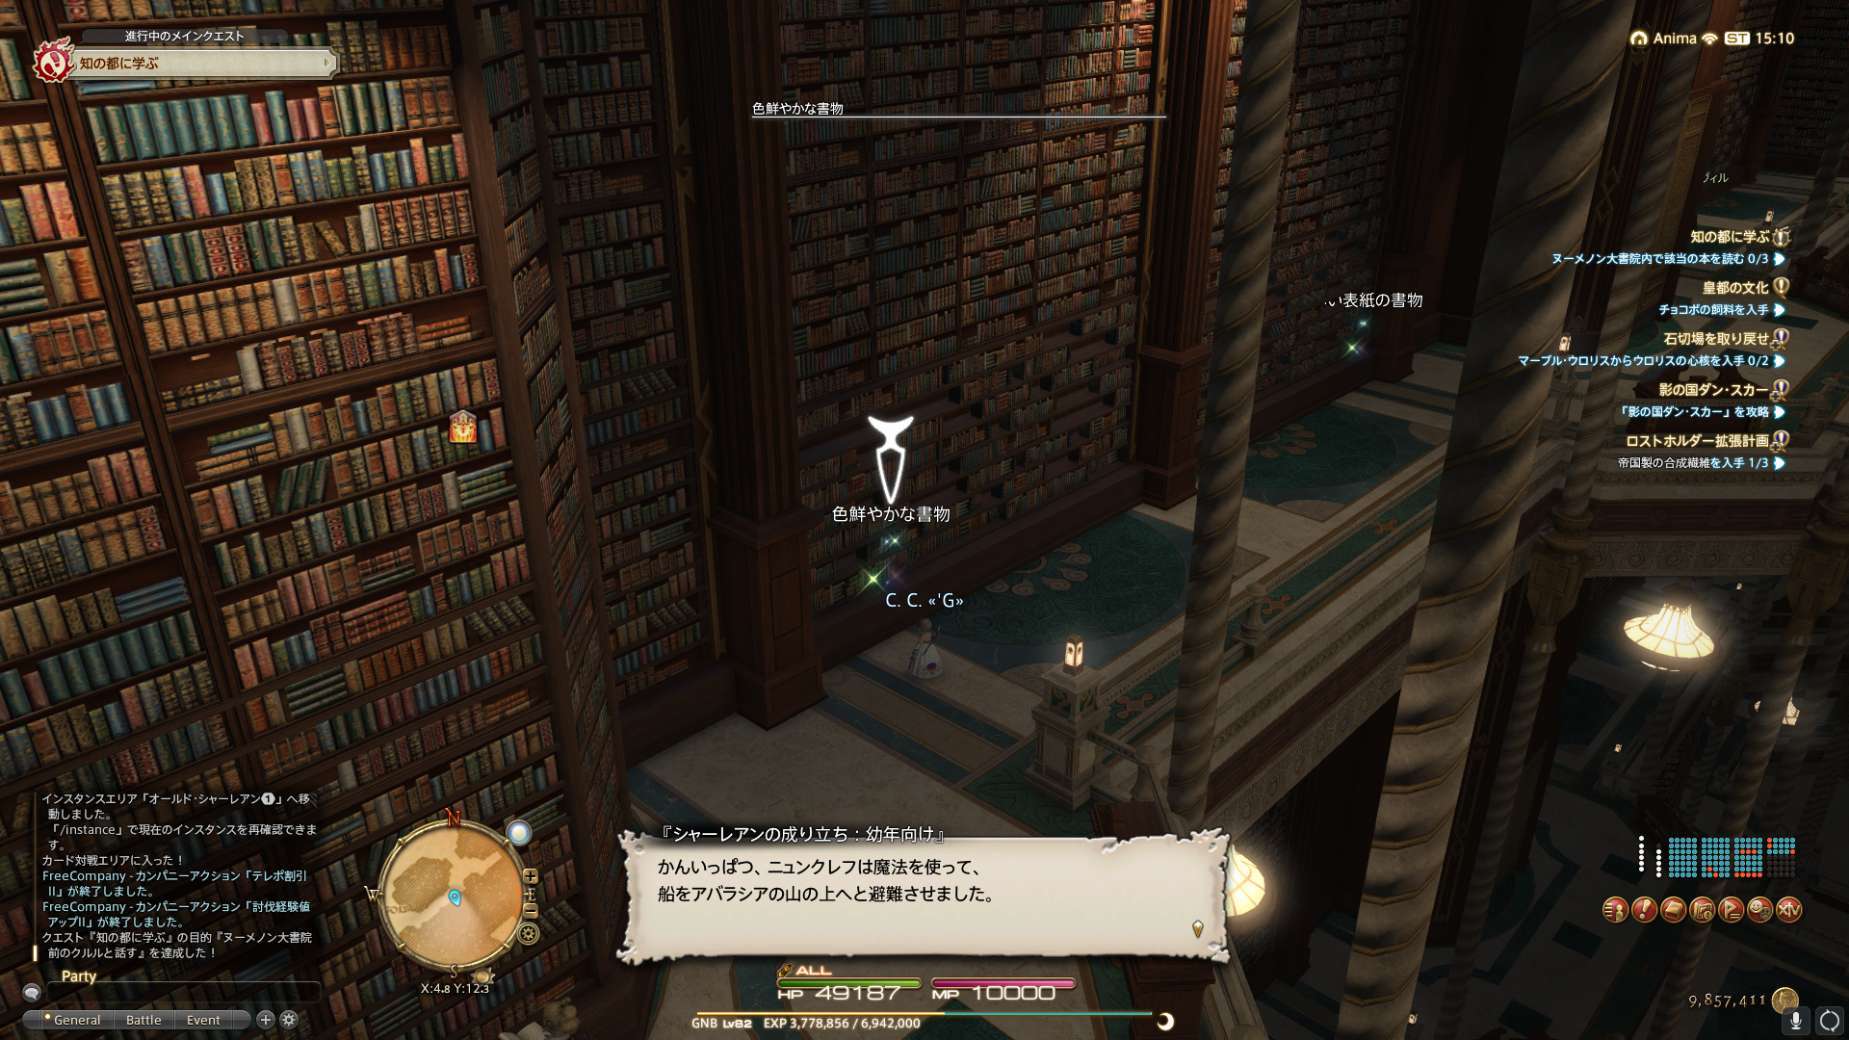 進行中のメインクエスト
知の都に学ぶ
Anima ST 15:10
色鮮やかな書物
フィル
知の都に学ぶ
ヌーメノン大書院内で該当の本を読む 0/3
皇都の文化
チョコボの飼料を入手
石切場を取り戻せ
マーブル・ウロリスからウロリスの心核を入手 0/2
影の国ダン・スカー
「影の国ダン・スカー」を攻略
ロストホルダー拡張計画
帝国製の合成繊維を入手 1/3
い表紙の書物
色鮮やかな書物
C. C. «'G»
インスタンスエリア「オールド・シャーレアン1」へ移
動しました。
「/instance」で現在のインスタンスを再確認できま
す。
カード対戦エリアに入った！
FreeCompany - カンパニーアクション「テレポ割引
II」が終了しました。
FreeCompany - カンパニーアクション「討伐経験値
アップII」が終了しました。
クエスト『知の都に学ぶ』の目的『ヌーメノン大書院
前のクルルと話す』を達成した！
Party
General Battle Event
N
W
E
S
X:4.8 Y:12.3
『シャーレアンの成り立ち：幼年向け』
かんいっぱつ、ニュンクレフは魔法を使って、
船をアバラシアの山の上へと避難させました。
ALL
HP 49187 MP 10000
GNB Lv82 EXP 3,778,856 / 6,942,000
XIV
9,857,411